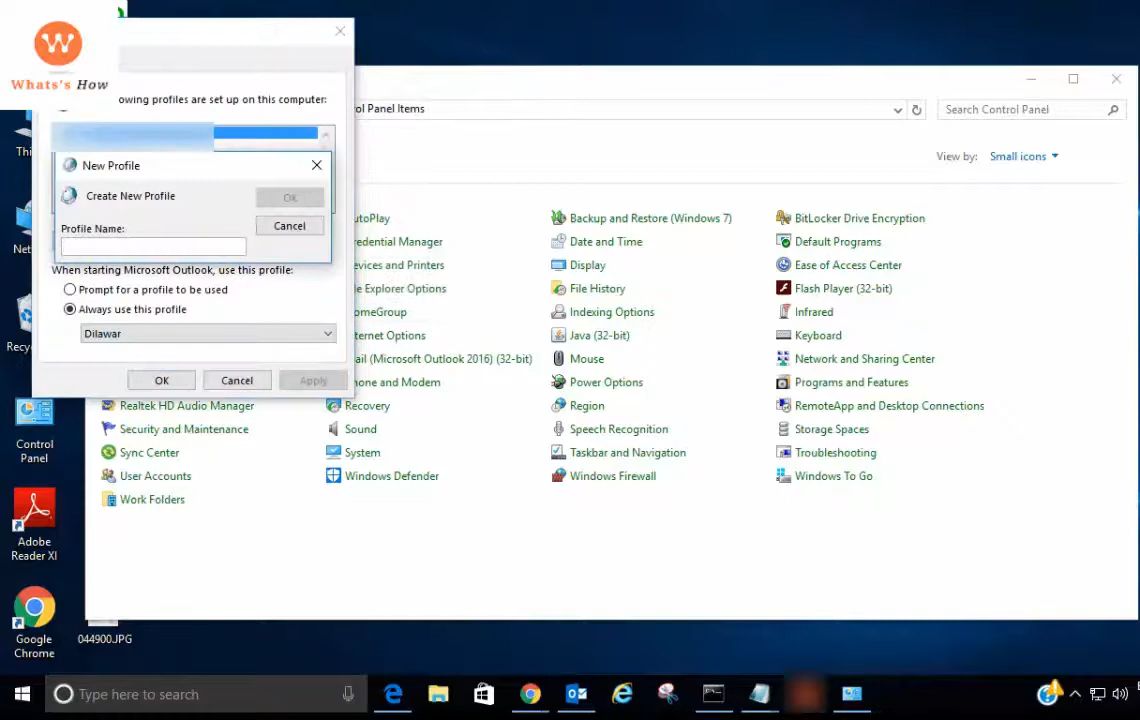 Whats's How
owing profiles are set up on this computer:
New Profile
Create New Profile
OK
Cancel
Profile Name:
When starting Microsoft Outlook, use this profile:
Prompt for a profile to be used
Always use this profile
Dilawar
OK
Cancel
Apply
ol Panel Items
Search Control Panel
View by: Small icons
utoPlay
Backup and Restore (Windows 7)
BitLocker Drive Encryption
redential Manager
Date and Time
Default Programs
evices and Printers
Display
Ease of Access Center
le Explorer Options
File History
Flash Player (32-bit)
omeGroup
Indexing Options
Infrared
ternet Options
Java (32-bit)
Keyboard
ail (Microsoft Outlook 2016) (32-bit)
Mouse
Network and Sharing Center
hone and Modem
Power Options
Programs and Features
Realtek HD Audio Manager
Recovery
Region
RemoteApp and Desktop Connections
Security and Maintenance
Sound
Speech Recognition
Storage Spaces
Sync Center
System
Taskbar and Navigation
Troubleshooting
User Accounts
Windows Defender
Windows Firewall
Windows To Go
Work Folders
Thi
Net
Recy
Control
Panel
Adobe
Reader XI
Google
Chrome
044900.JPG
Type here to search